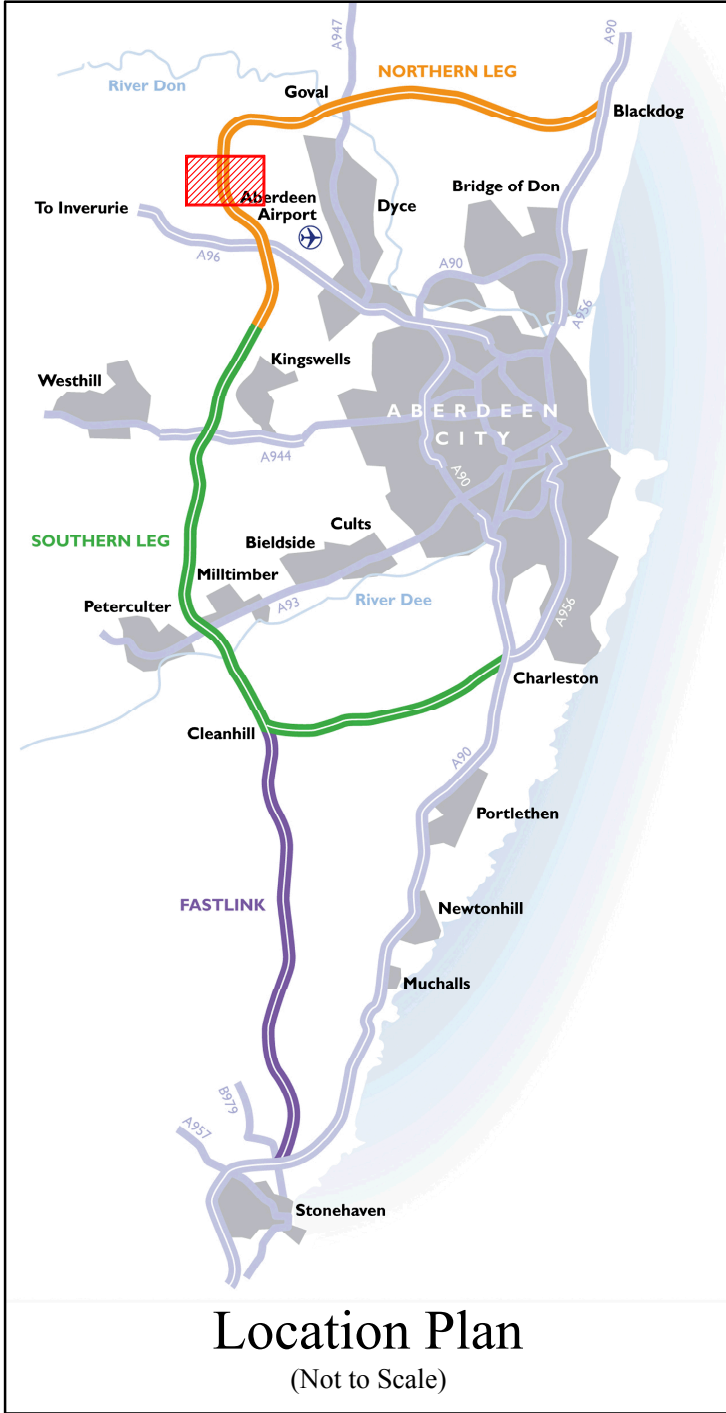 A947
A90
NORTHERN LEG
River Don
Goval
Blackdog
Bridge of Don
Aberdeen
Airport
Dyce
To Inverurie
A96
A90
A956
Kingswells
Westhill
ABERDEEN
CITY
A944
A90
SOUTHERN LEG
Cults
Bieldside
Milltimber
Peterculter
A93
River Dee
A956
Charleston
Cleanhill
A90
Portlethen
FASTLINK
Newtonhill
Muchalls
B979
A957
Stonehaven
Location Plan
(Not to Scale)